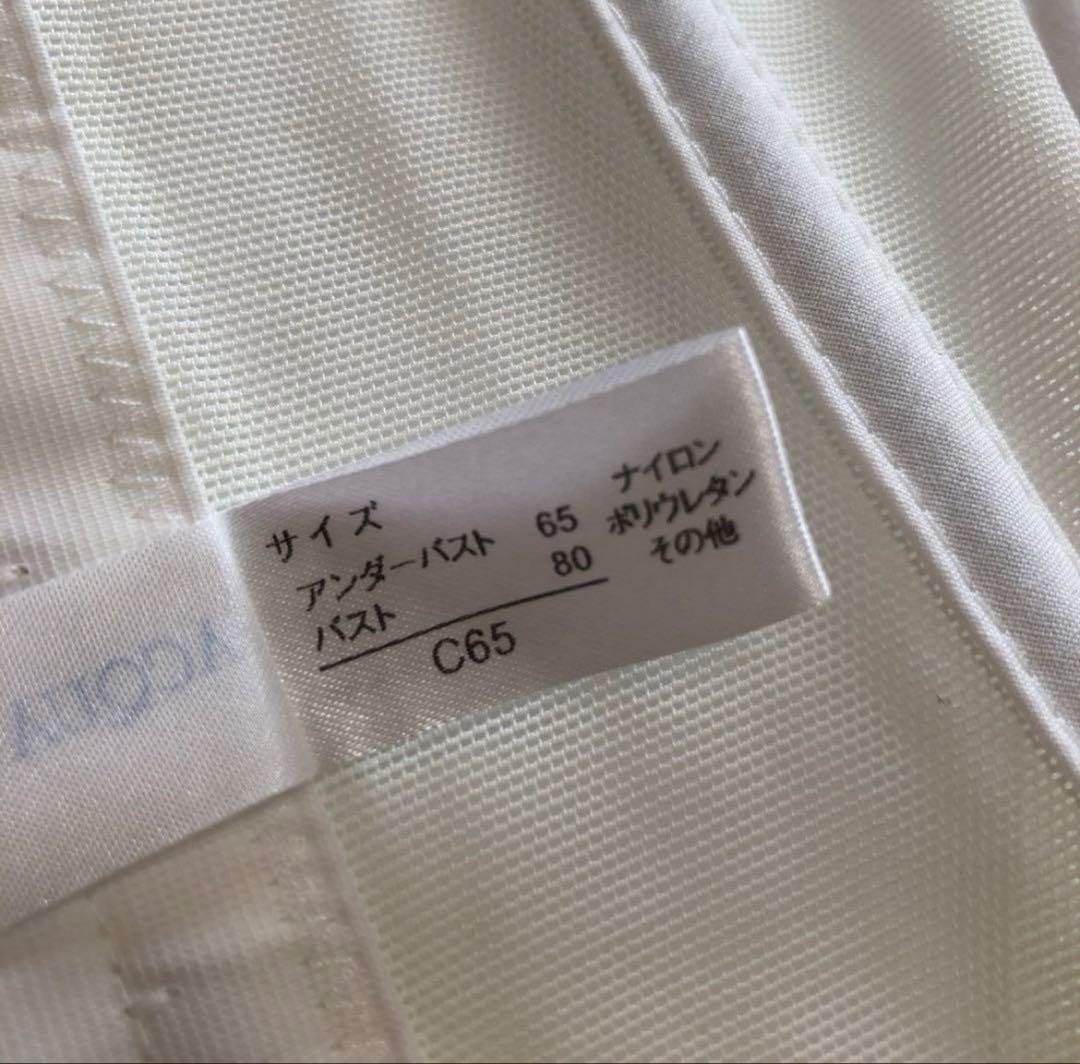 サイズ
アンダーバスト 65
バスト 80
C65
ナイロン
ポリウレタン
その他